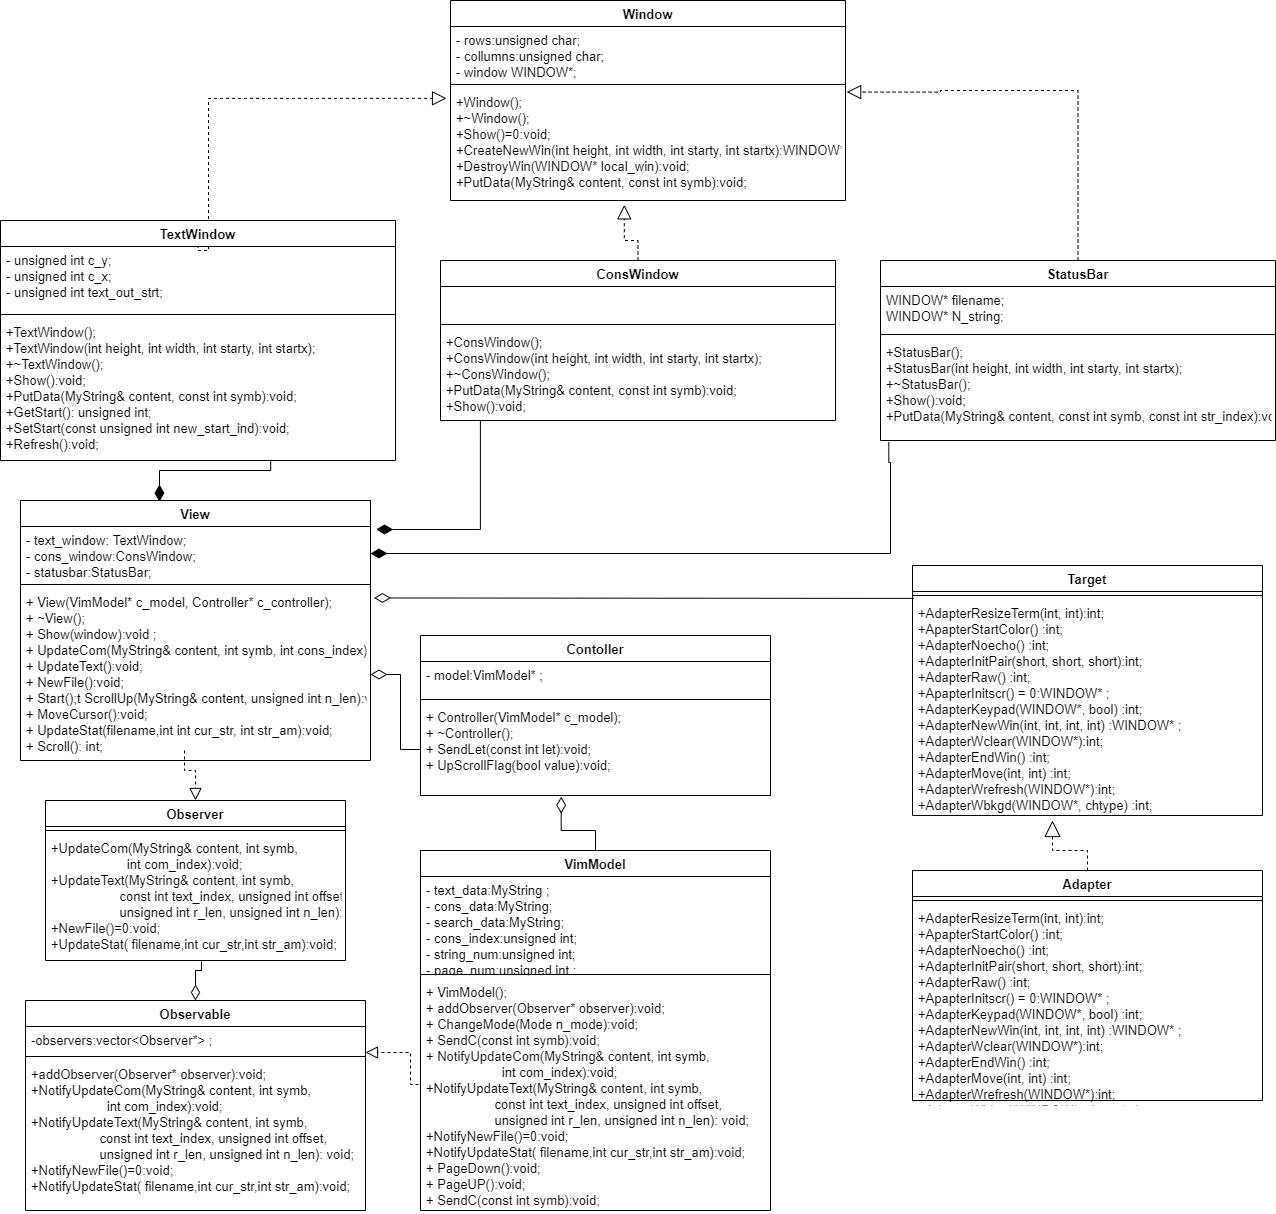 Window
- rows:unsigned char;
- collumns:unsigned char;
- window WINDOW*;
+Window();
+~Window();
+Show()=0:void;
+CreateNewWin(int height, int width, int starty, int startx):WINDOW*
+DestroyWin(WINDOW* local_win):void;
+PutData(MyString& content, const int symb):void;
TextWindow
- unsigned int c_y;
- unsigned int c_x;
- unsigned int text_out_strt;
+TextWindow();
+TextWindow(int height, int width, int starty, int startx);
+~TextWindow();
+Show():void;
+PutData(MyString& content, const int symb):void;
+GetStart(): unsigned int;
+SetStart(const unsigned int new_start_ind):void;
+Refresh():void;
ConsWindow
+ConsWindow();
+ConsWindow(int height, int width, int starty, int startx);
+~ConsWindow();
+PutData(MyString& content, const int symb):void;
+Show():void;
StatusBar
WINDOW* filename;
WINDOW* N_string;
+StatusBar();
+StatusBar(int height, int width, int starty, int startx);
+~StatusBar();
+Show():void;
+PutData(MyString& content, const int symb, const int str_index):vo
View
- text_window: TextWindow;
- cons_window:ConsWindow;
- statusbar:StatusBar;
+ View(VimModel* c_model, Controller* c_controller);
+ ~View();
+ Show(window):void ;
+ UpdateCom(MyString& content, int symb, int cons_index)
+ UpdateText():void;
+ NewFile():void;
+ Start();t ScrollUp(MyString& content, unsigned int n_len):v
+ MoveCursor():void;
+ UpdateStat(filename,int int cur_str, int str_am):void;
+ Scroll(): int;
Contoller
- model:VimModel* ;
+ Controller(VimModel* c_model);
+ ~Controller();
+ SendLet(const int let):void;
+ UpScrollFlag(bool value):void;
Target
+AdapterResizeTerm(int, int):int;
+ApapterStartColor() :int;
+AdapterNoecho() :int;
+AdapterInitPair(short, short, short):int;
+AdapterRaw() :int;
+ApapterInitscr() = 0:WINDOW* ;
+AdapterKeypad(WINDOW*, bool) :int;
+AdapterNewWin(int, int, int, int) :WINDOW* ;
+AdapterWclear(WINDOW*):int;
+AdapterEndWin() :int;
+AdapterMove(int, int) :int;
+AdapterWrefresh(WINDOW*):int;
+AdapterWbkgd(WINDOW*, chtype) :int;
Observer
+UpdateCom(MyString& content, int symb,
int com_index):void;
+UpdateText(MyString& content, int symb,
const int text_index, unsigned int offset
unsigned int r_len, unsigned int n_len):
+NewFile()=0:void;
+UpdateStat( filename,int cur_str,int str_am):void;
VimModel
- text_data:MyString ;
- cons_data:MyString;
- search_data:MyString;
- cons_index:unsigned int;
- string_num:unsigned int;
- page_num:unsigned int ;
+ VimModel();
+ addObserver(Observer* observer):void;
+ ChangeMode(Mode n_mode):void;
+ SendC(const int symb):void;
+ NotifyUpdateCom(MyString& content, int symb,
int com_index):void;
+NotifyUpdateText(MyString& content, int symb,
const int text_index, unsigned int offset,
unsigned int r_len, unsigned int n_len): void;
+NotifyNewFile()=0:void;
+NotifyUpdateStat( filename,int cur_str,int str_am):void;
+ PageDown():void;
+ PageUP():void;
+ SendC(const int symb):void;
Adapter
+AdapterResizeTerm(int, int):int;
+ApapterStartColor() :int;
+AdapterNoecho() :int;
+AdapterInitPair(short, short, short):int;
+AdapterRaw() :int;
+ApapterInitscr() = 0:WINDOW* ;
+AdapterKeypad(WINDOW*, bool) :int;
+AdapterNewWin(int, int, int, int) :WINDOW* ;
+AdapterWclear(WINDOW*):int;
+AdapterEndWin() :int;
+AdapterMove(int, int) :int;
+AdapterWrefresh(WINDOW*):int;
Observable
-observers:vector<Observer*> ;
+addObserver(Observer* observer):void;
+NotifyUpdateCom(MyString& content, int symb,
int com_index):void;
+NotifyUpdateText(MyString& content, int symb,
const int text_index, unsigned int offset,
unsigned int r_len, unsigned int n_len): void;
+NotifyNewFile()=0:void;
+NotifyUpdateStat( filename,int cur_str,int str_am):void;